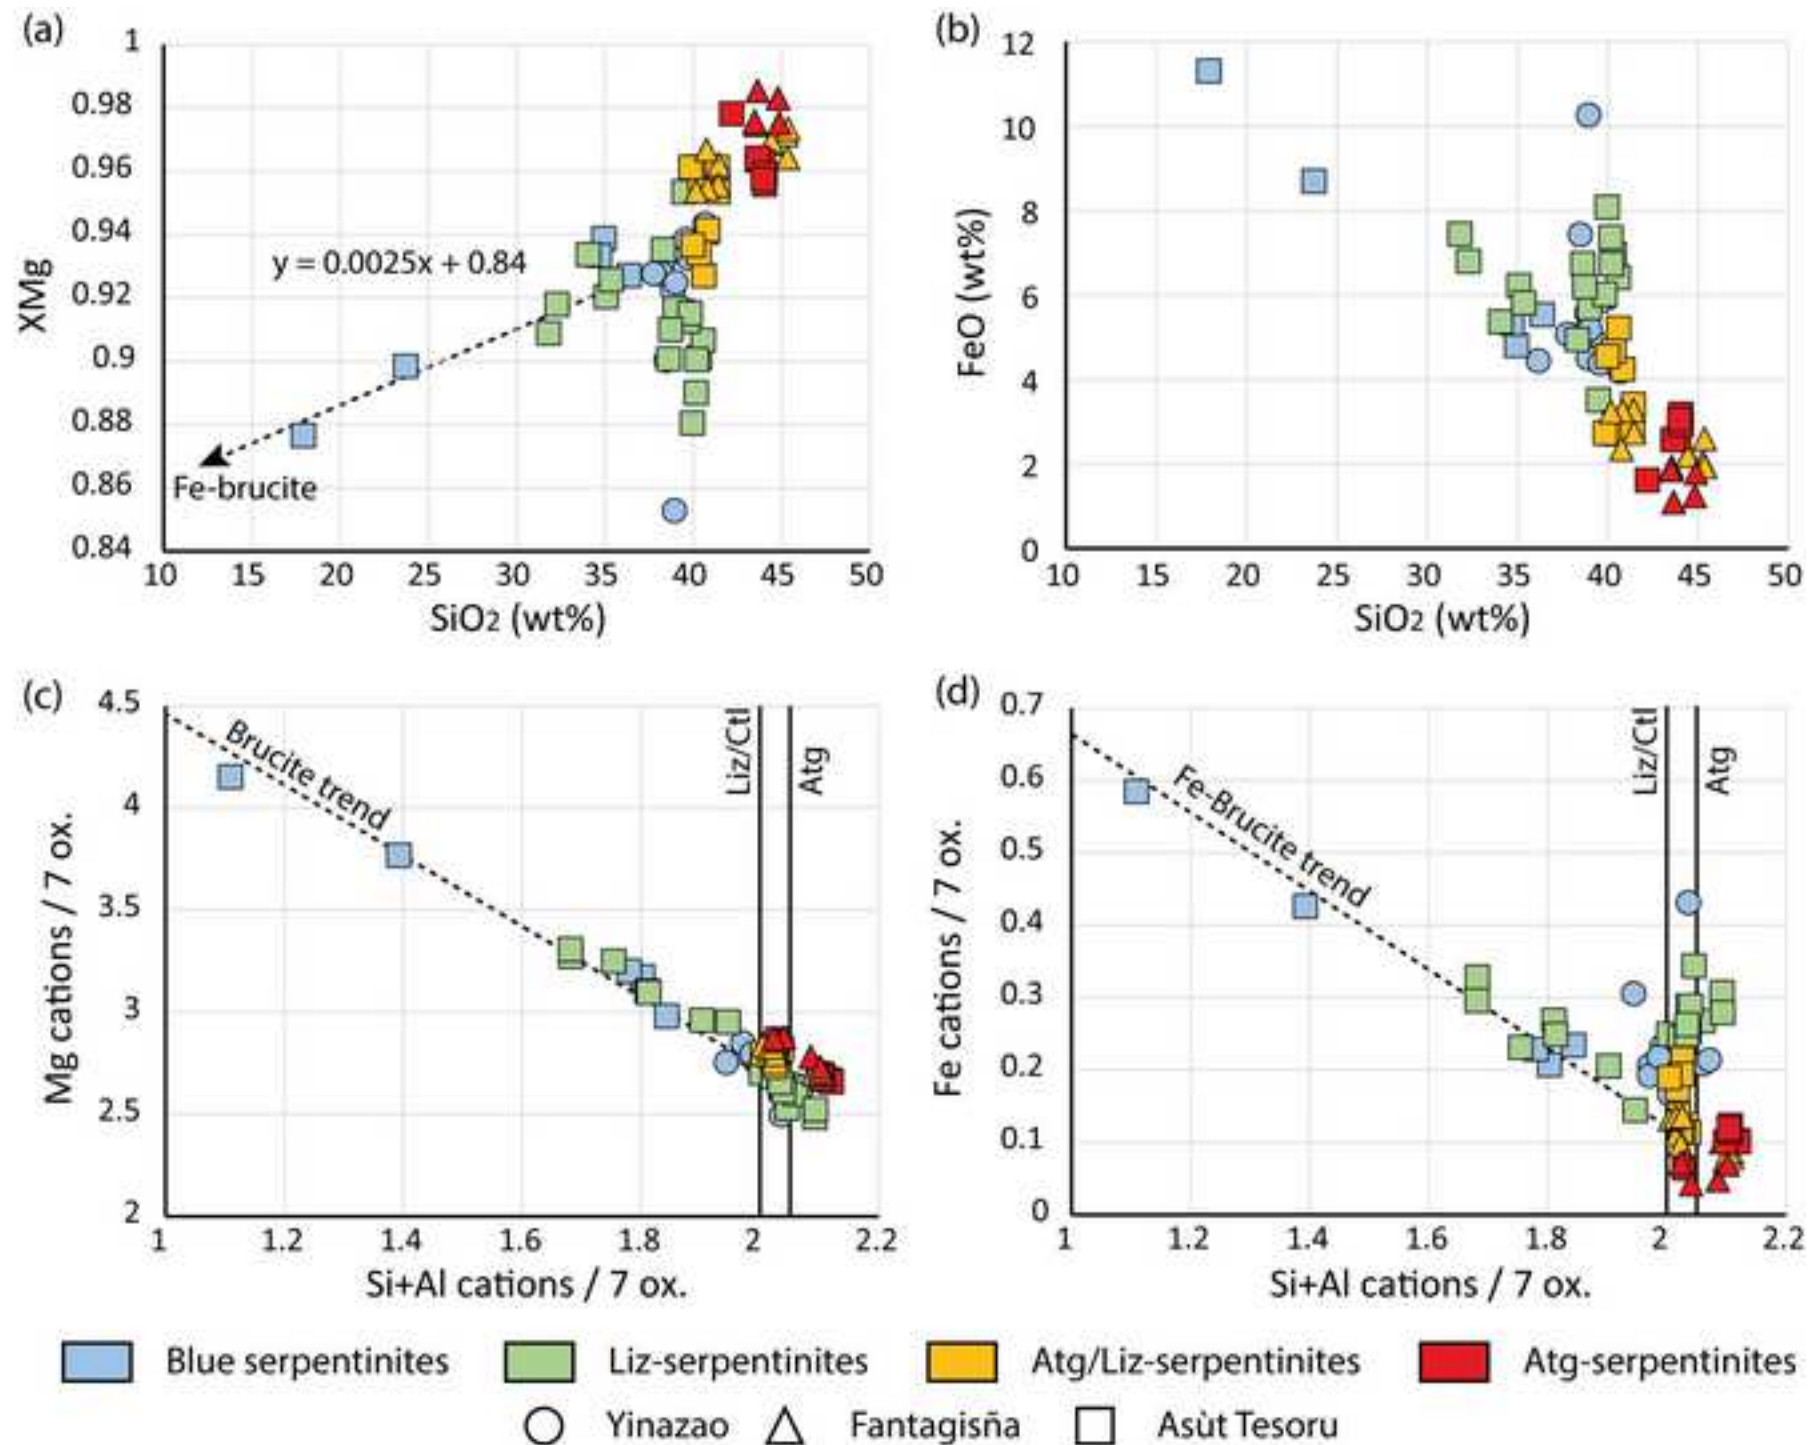 (a)
1
0.98
0.96
0.94
0.92
0.9
0.88
0.86
0.84
XMg
y = 0.0025x + 0.84
Fe-brucite
10 15 20 25 30 35 40 45 50
SiO2 (wt%)
(b)
12
10
8
6
4
2
0
FeO (wt%)
10 15 20 25 30 35 40 45 50
SiO2 (wt%)
(c)
4.5
4
3.5
3
2.5
2
Mg cations / 7 ox.
Brucite trend
Liz/Ctl
Atg
1 1.2 1.4 1.6 1.8 2 2.2
Si+Al cations / 7 ox.
(d)
0.7
0.6
0.5
0.4
0.3
0.2
0.1
0
Fe cations / 7 ox.
Fe-Brucite trend
Liz/Ctl
Atg
1 1.2 1.4 1.6 1.8 2 2.2
Si+Al cations / 7 ox.
Blue serpentinites Liz-serpentinites Atg/Liz-serpentinites Atg-serpentinites
Yinazao Fantagisña Asùt Tesoru